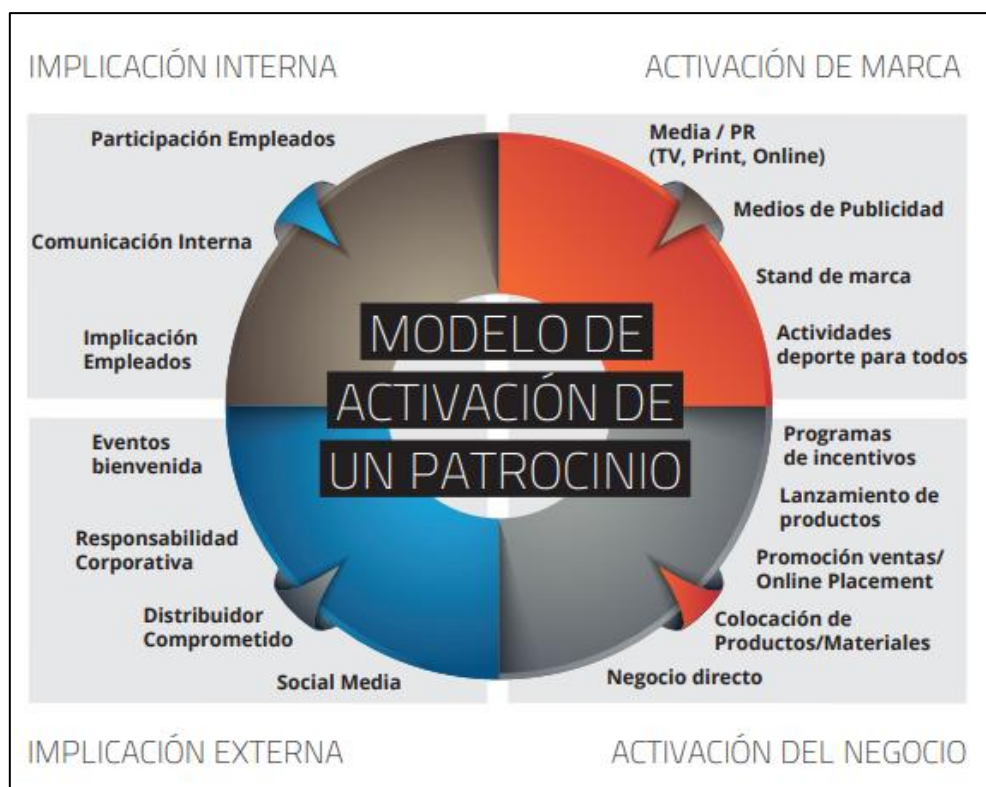 IMPLICACIÓN INTERNA
ACTIVACIÓN DE MARCA
Participación Empleados
Comunicación Interna
Implicación
Empleados
Media / PR
(TV, Print, Online)
Medios de Publicidad
Stand de marca
Actividades
deporte para todos
MODELO DE
ACTIVACIÓN DE
UN PATROCINIO
Eventos
bienvenida
Responsabilidad
Corporativa
Distribuidor
Comprometido
Social Media
Programas
de incentivos
Lanzamiento de
productos
Promoción ventas/
Online Placement
Colocación de
Productos/Materiales
Negocio directo
IMPLICACIÓN EXTERNA
ACTIVACIÓN DEL NEGOCIO